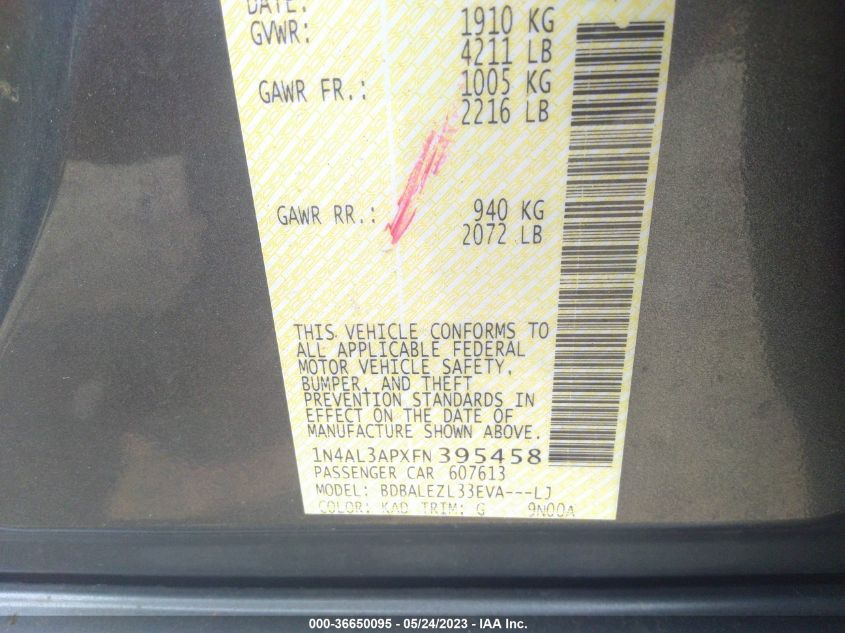 DATE:
GVWR: 1910 KG
4211 LB
GAWR FR.: 1005 KG
2216 LB
GAWR RR.: 940 KG
2072 LB
THIS VEHICLE CONFORMS TO
ALL APPLICABLE FEDERAL
MOTOR VEHICLE SAFETY,
BUMPER, AND THEFT
PREVENTION STANDARDS IN
EFFECT ON THE DATE OF
MANUFACTURE SHOWN ABOVE.
1N4AL3APXFN 395458
PASSENGER CAR 607613
MODEL: BDBALEZL33EVA---LJ
COLOR: KAD TRIM: G 9N00A
000-36650095 - 05/24/2023 - IAA Inc.